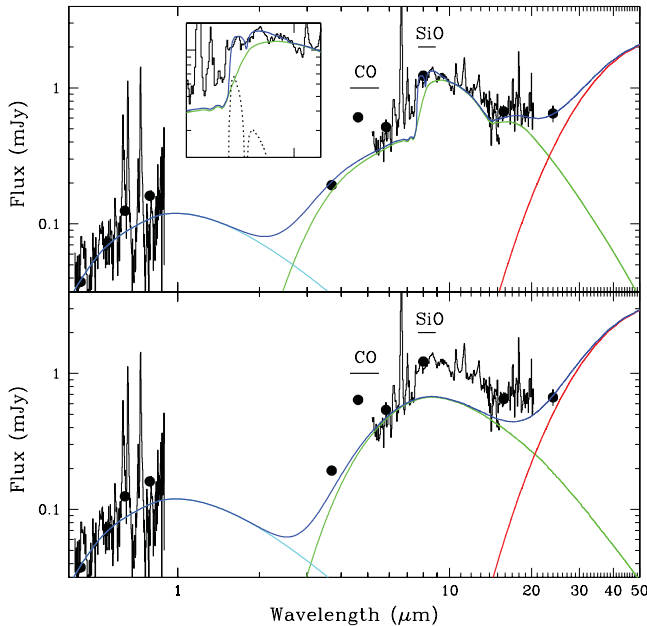 SiO
CO
1
0.1
Flux (mJy)
SiO
CO
1
0.1
Flux (mJy)
1
10
20
30
40
50
Wavelength (μm)